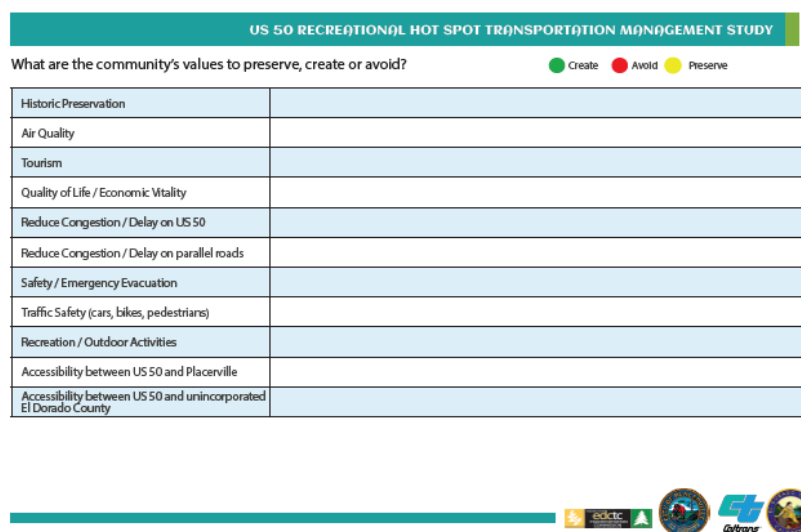 US 50 RECREATIONAL HOT SPOT TRANSPORTATION MANAGEMENT STUDY
What are the community's values to preserve, create or avoid?
Create Avoid Preserve
Historic Preservation
Air Quality
Tourism
Quality of Life / Economic Vitality
Reduce Congestion / Delay on US 50
Reduce Congestion / Delay on parallel roads
Safety / Emergency Evacuation
Traffic Safety (cars, bikes, pedestrians)
Recreation / Outdoor Activities
Accessibility between US 50 and Placerville
Accessibility between US 50 and unincorporated
El Dorado County
edctc
Caltrans